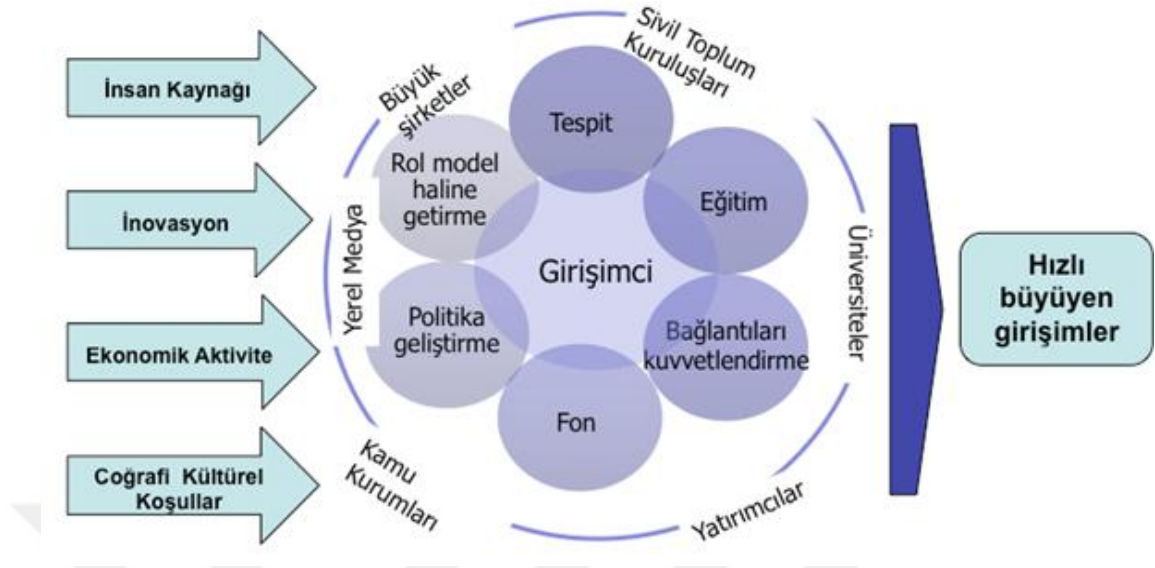 İnsan Kaynağı
İnovasyon
Ekonomik Aktivite
Coğrafi Kültürel
Koşullar
Büyük
şirketler
Sivil Toplum
Kuruluşları
Yerel Medya
Üniversiteler
Kamu
Kurumları
Yatırımcılar
Tespit
Rol model
haline
getirme
Eğitim
Girişimci
Politika
geliştirme
Bağlantıları
kuvvetlendirme
Fon
Hızlı
büyüyen
girişimler